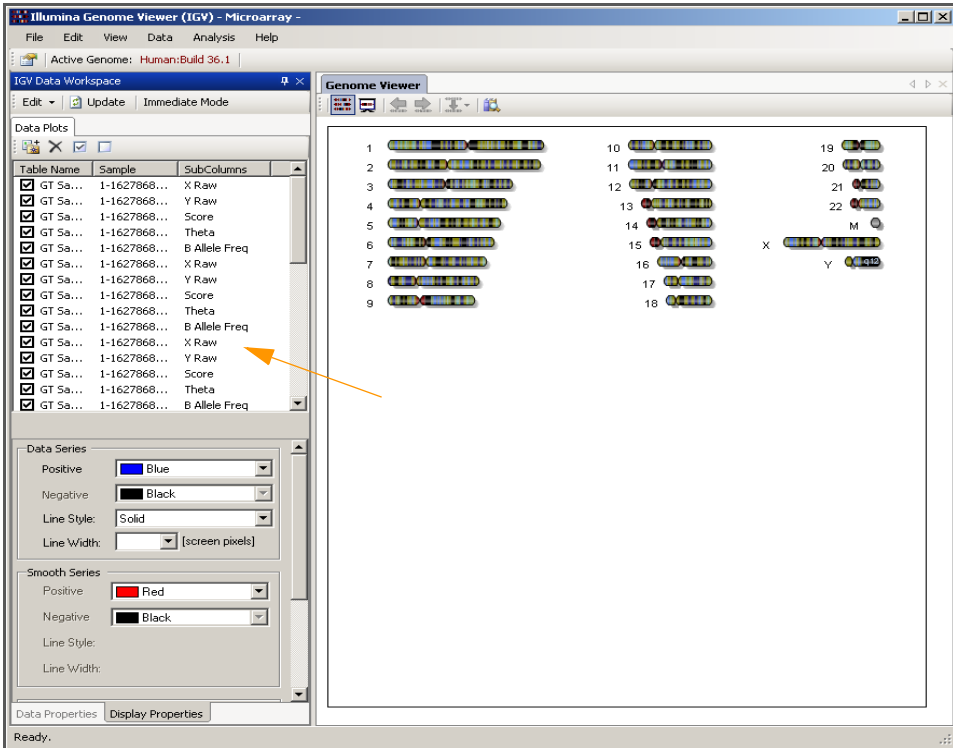 Illumina Genome Viewer (IGV) - Microarray -
File Edit View Data Analysis Help
Active Genome: Human:Build 36.1
IGV Data Workspace
Edit Update Immediate Mode
Data Plots
Table Name Sample SubColumns
GT Sa... 1-1627868... X Raw
GT Sa... 1-1627868... Y Raw
GT Sa... 1-1627868... Score
GT Sa... 1-1627868... Theta
GT Sa... 1-1627868... B Allele Freq
GT Sa... 1-1627868... X Raw
GT Sa... 1-1627868... Y Raw
GT Sa... 1-1627868... Score
GT Sa... 1-1627868... Theta
GT Sa... 1-1627868... B Allele Freq
GT Sa... 1-1627868... X Raw
GT Sa... 1-1627868... Y Raw
GT Sa... 1-1627868... Score
GT Sa... 1-1627868... Theta
GT Sa... 1-1627868... B Allele Freq
Data Series
Positive Blue
Negative Black
Line Style: Solid
Line Width: [screen pixels]
Smooth Series
Positive Red
Negative Black
Line Style:
Line Width:
Data Properties Display Properties
Ready.
Genome Viewer
1 10 19
2 11 20
3 12 21
4 13 22
5 14 M
6 15 X
7 16 Y q12
8 17
9 18